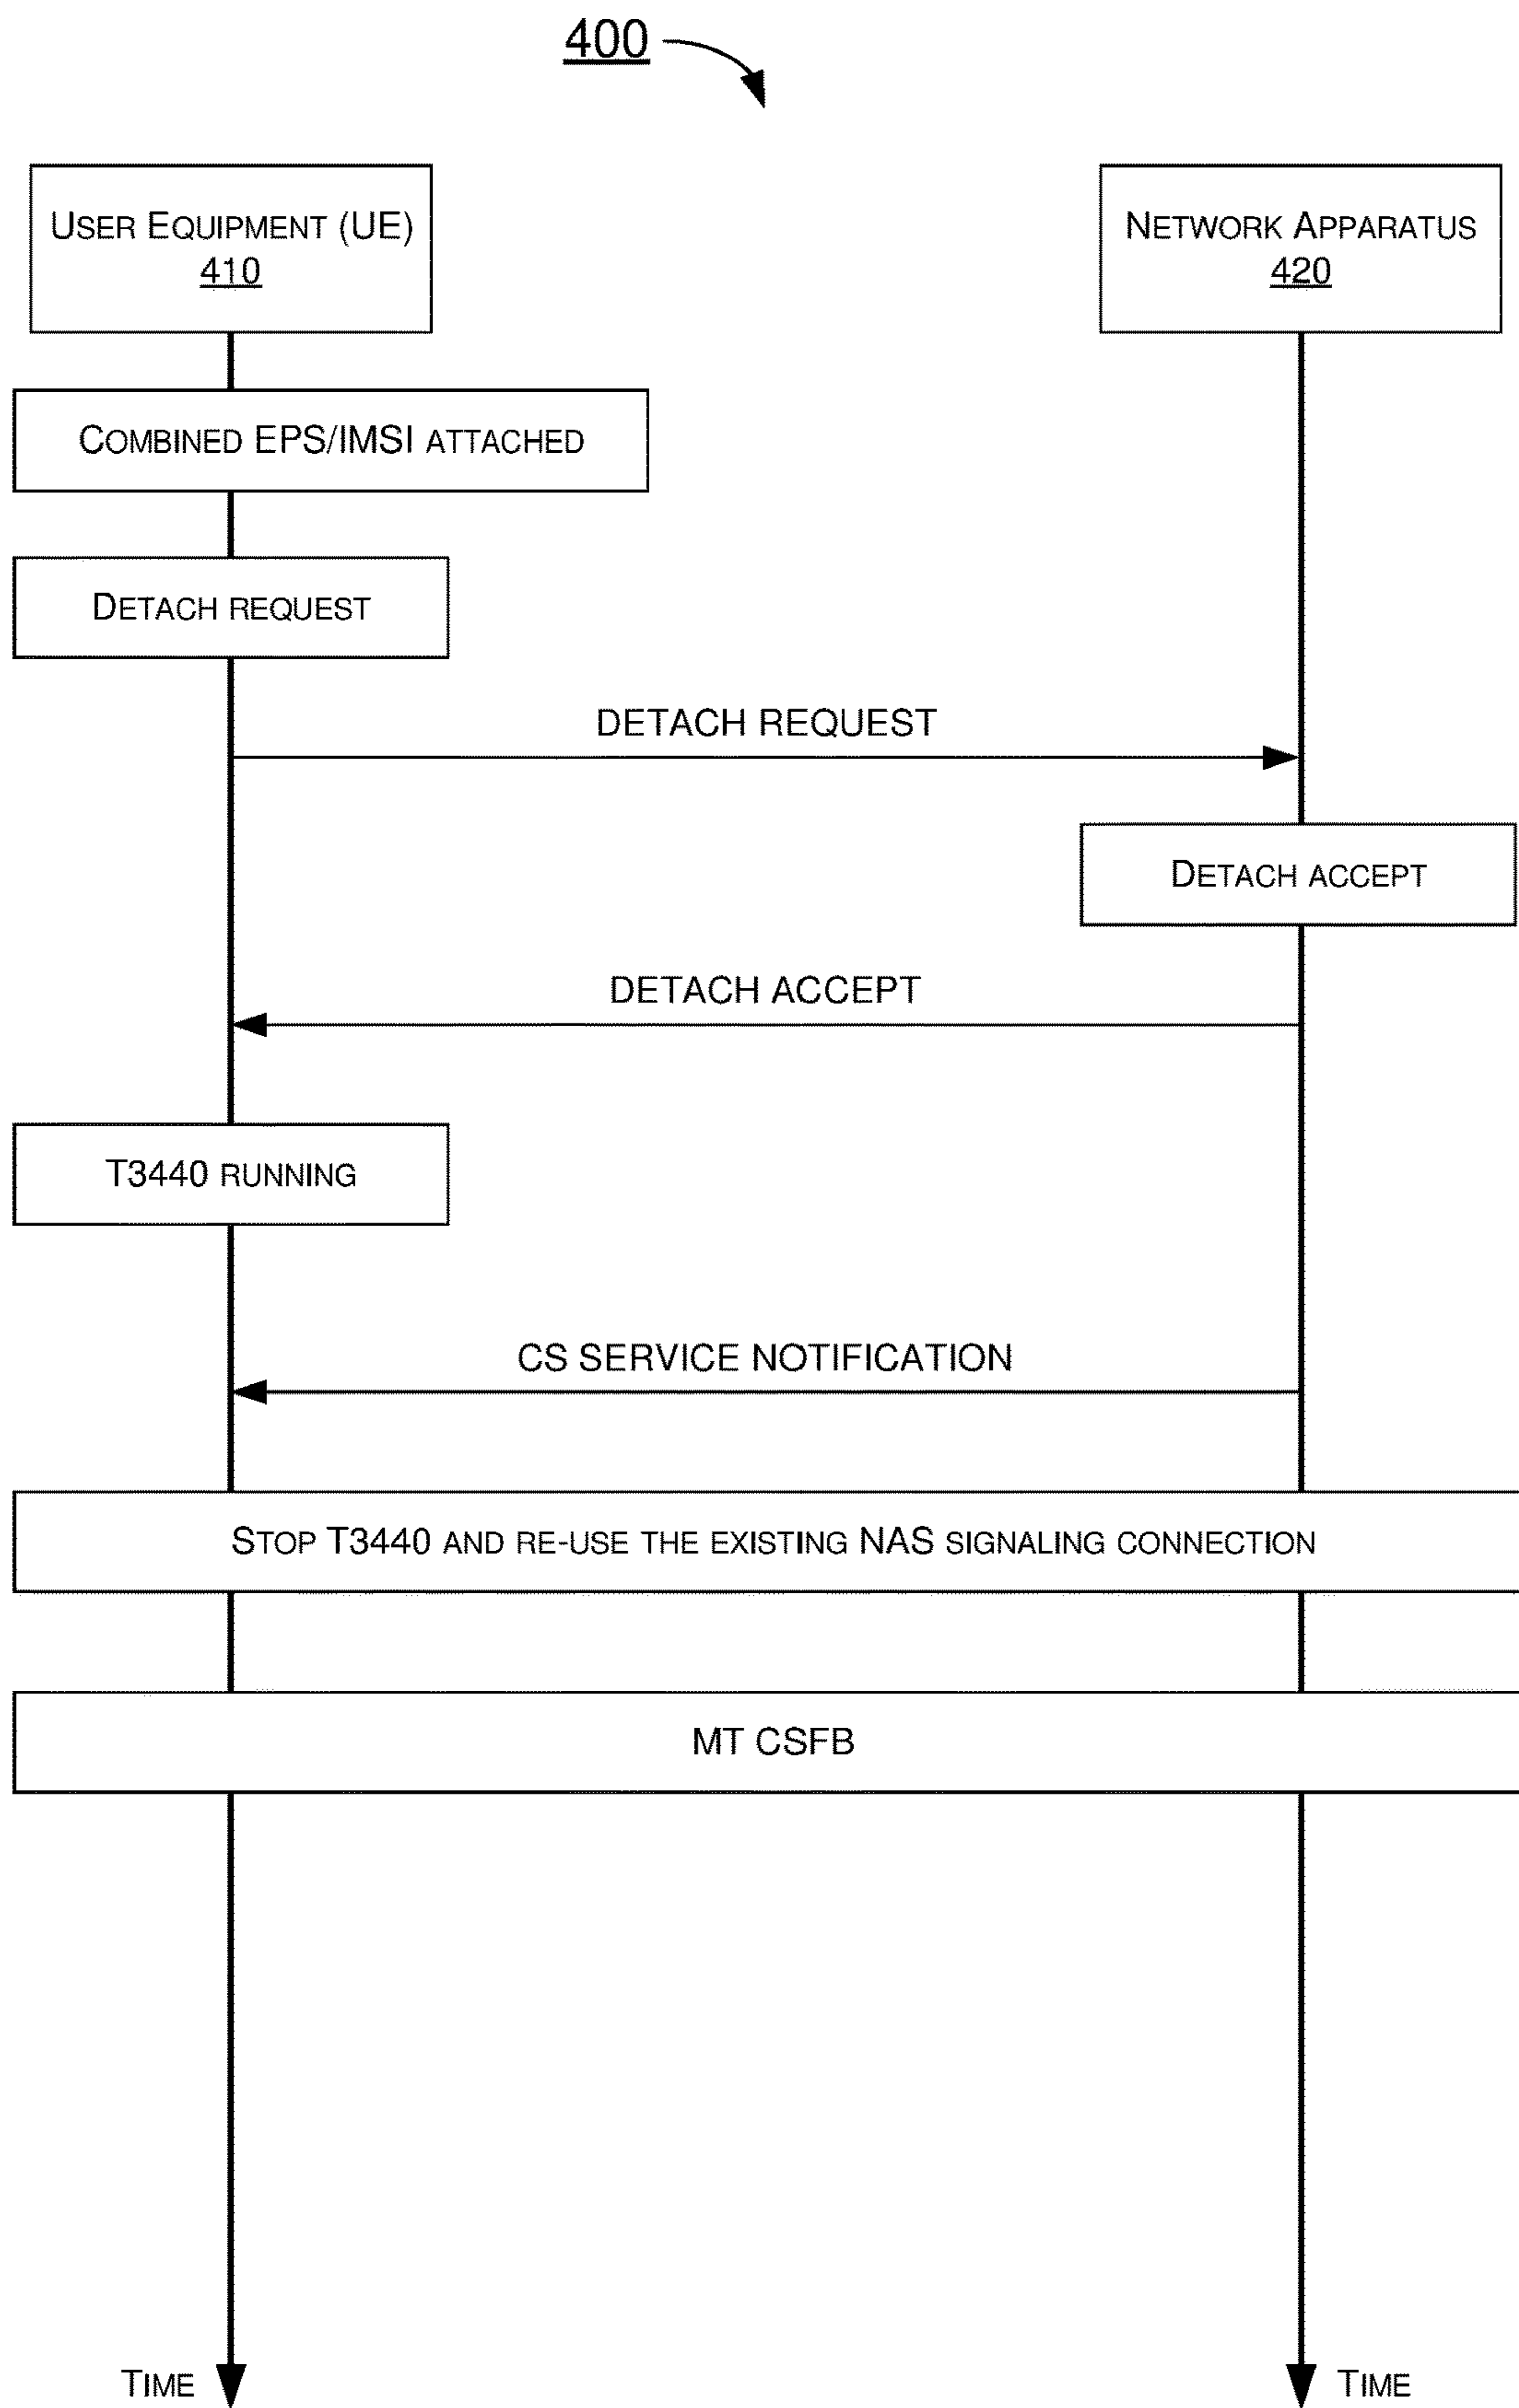 400
USER EQUIPMENT (UE)
410
NETWORK APPARATUS
420
COMBINED EPS/IMSI ATTACHED
DETACH REQUEST
DETACH REQUEST
DETACH ACCEPT
DETACH ACCEPT
T3440 RUNNING
CS SERVICE NOTIFICATION
STOP T3440 AND RE-USE THE EXISTING NAS SIGNALING CONNECTION
MT CSFB
TIME
TIME